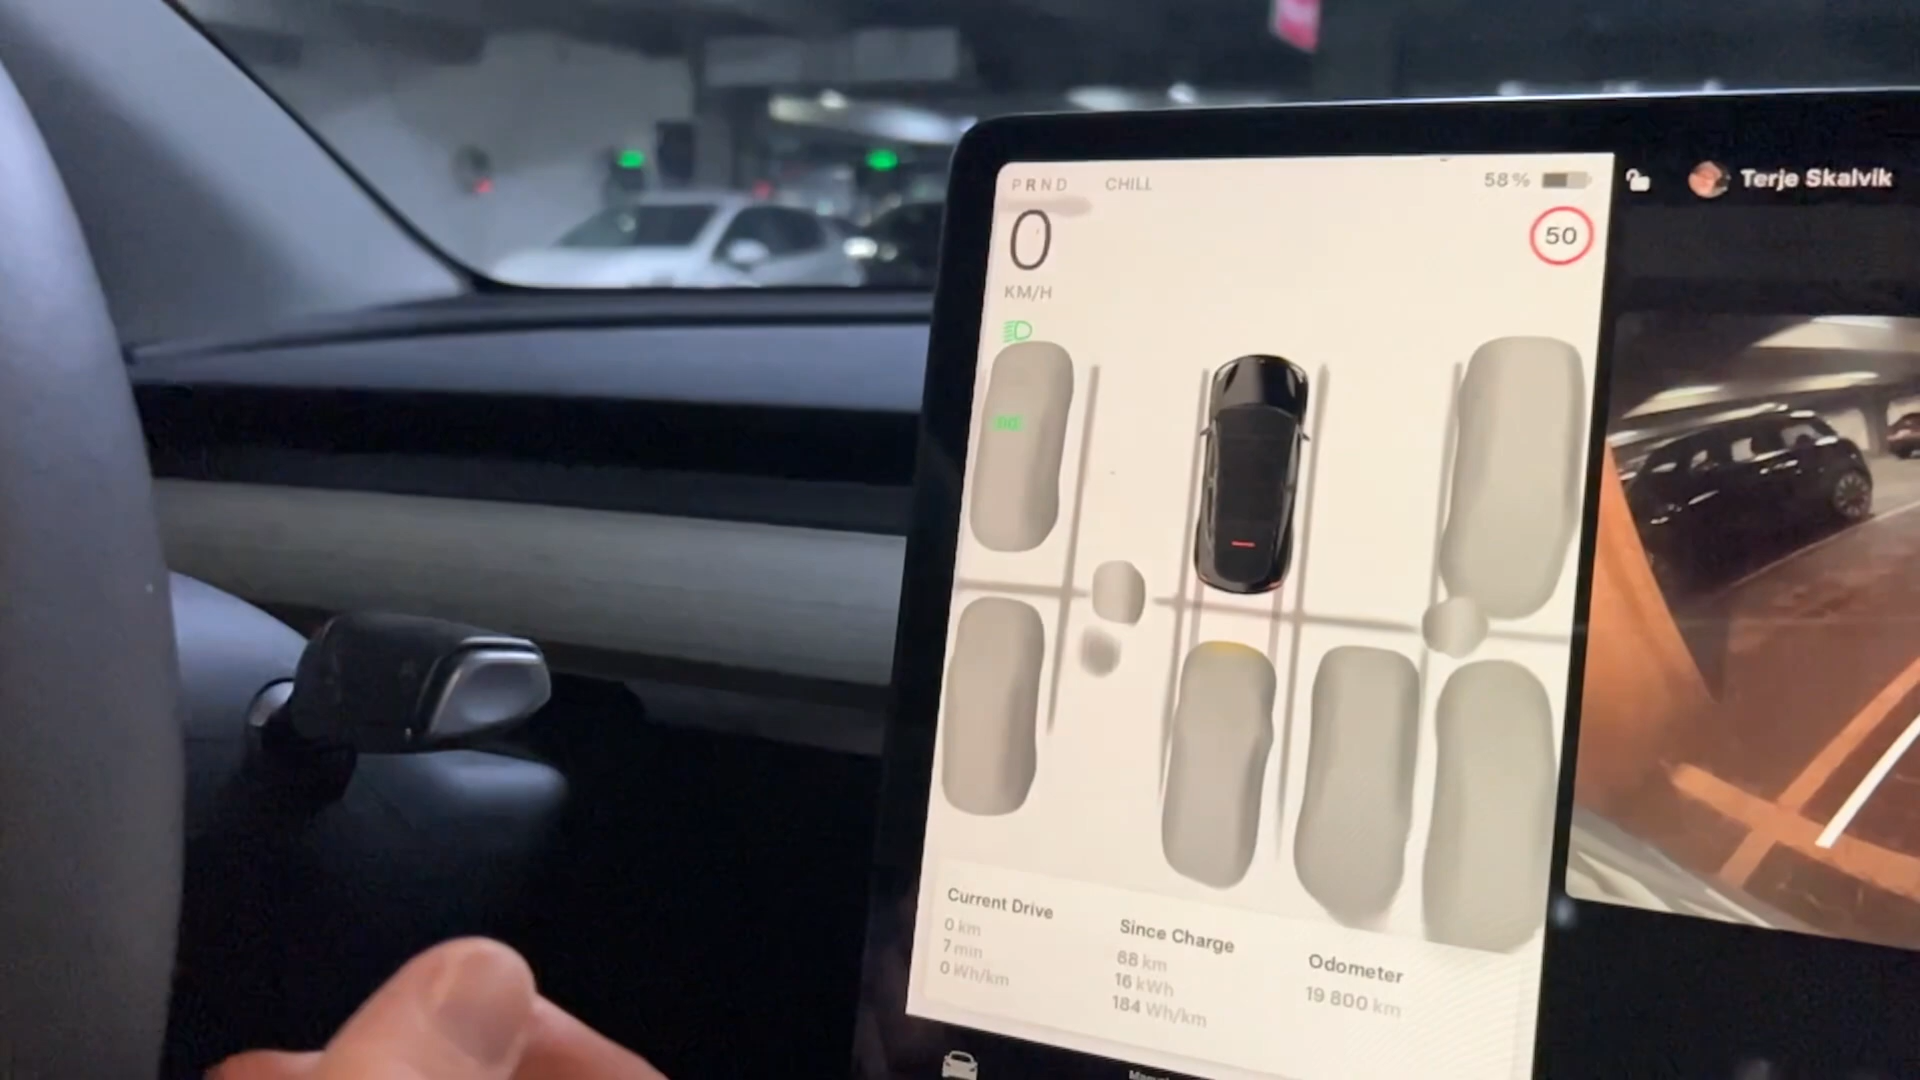 PRND CHILL 58%
Terje Skalvik
0
KM/H
50
Current Drive
0 km
7 min
0 Wh/km
Since Charge
88 km
16 kWh
184 Wh/km
Odometer
19 800 km